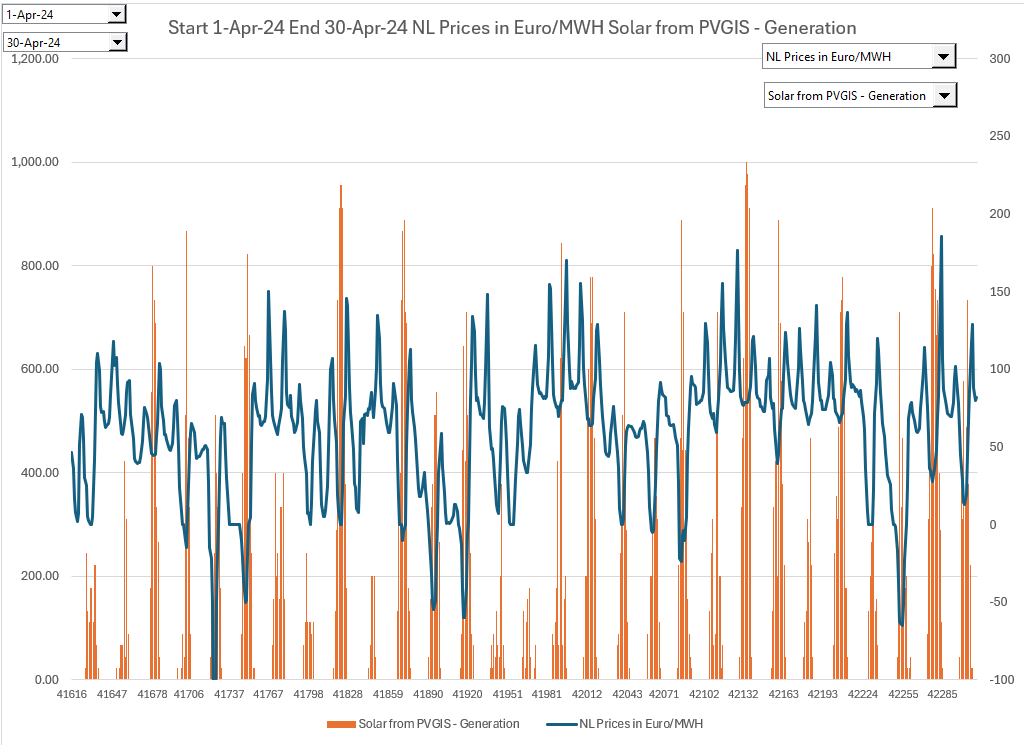 1-Apr-24
Start 1-Apr-24 End 30-Apr-24 NL Prices in Euro/MWH Solar from PVGIS - Generation
30-Apr-24
NL Prices in Euro/MWH
Solar from PVGIS - Generation
1,200.00
1,000.00
800.00
600.00
400.00
200.00
0.00
300
250
200
150
100
50
0
-50
-100
41616 41647 41678 41706 41737 41767 41798 41828 41859 41890 41920 41951 41981 42012 42043 42071 42102 42132 42163 42193 42224 42255 42285
Solar from PVGIS - Generation NL Prices in Euro/MWH